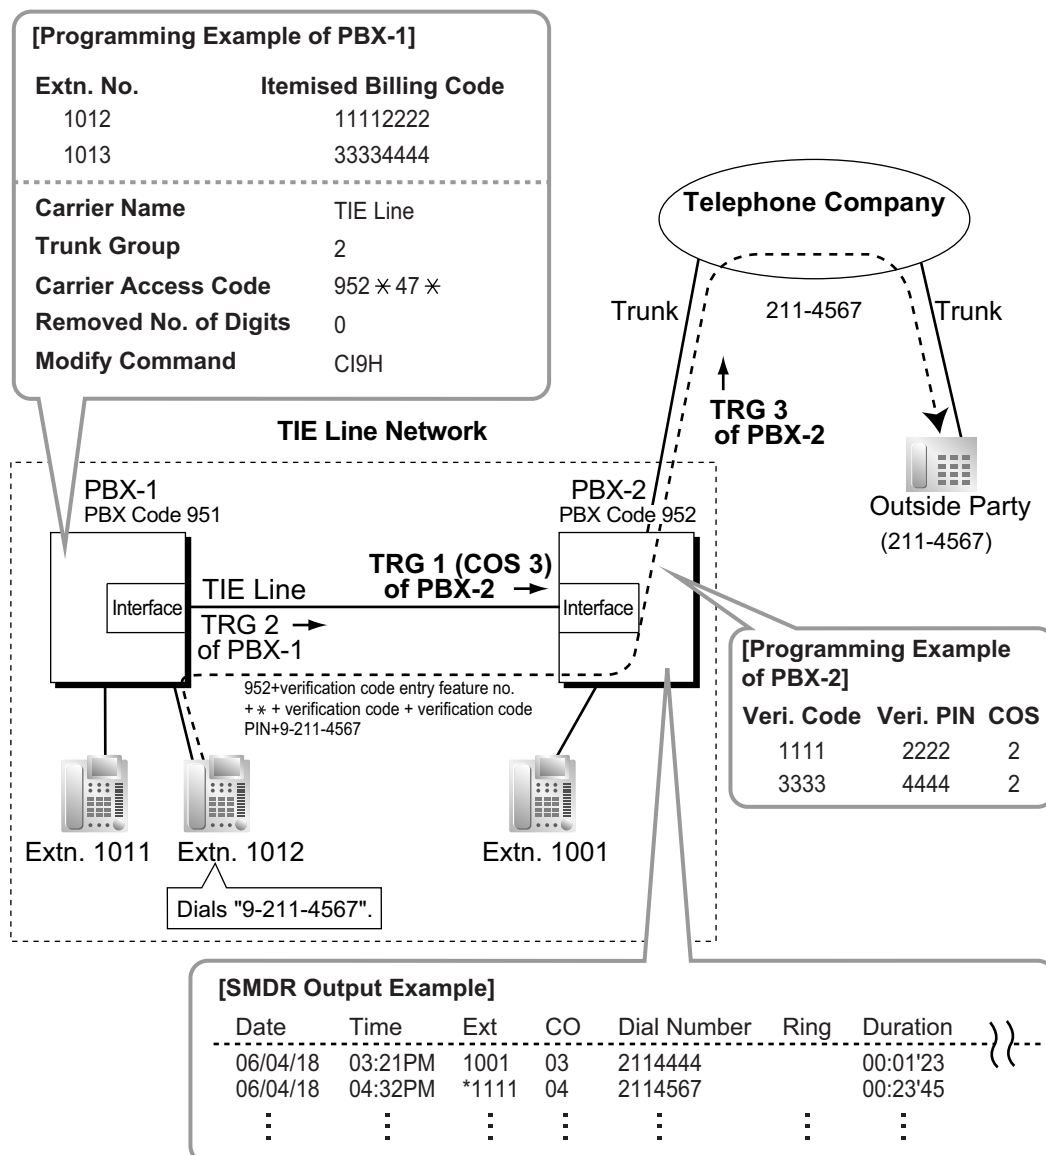 [Programming Example of PBX-1]
Extn. No. Itemised Billing Code
1012 11112222
1013 33334444
Carrier Name TIE Line
Trunk Group 2
Carrier Access Code 952 ✳ 47 ✳
Removed No. of Digits 0
Modify Command CI9H
Telephone Company
Trunk 211-4567 Trunk
TRG 3
of PBX-2
Outside Party
(211-4567)
TIE Line Network
PBX-1
PBX Code 951
PBX-2
PBX Code 952
Interface
TIE Line
TRG 2 →
of PBX-1
TRG 1 (COS 3)
of PBX-2 →
Interface
952+verification code entry feature no.
+ ✳ + verification code + verification code
PIN+9-211-4567
[Programming Example
of PBX-2]
Veri. Code Veri. PIN COS
1111 2222 2
3333 4444 2
Extn. 1011 Extn. 1012 Extn. 1001
Dials "9-211-4567".
[SMDR Output Example]
Date Time Ext CO Dial Number Ring Duration
06/04/18 03:21PM 1001 03 2114444 00:01'23
06/04/18 04:32PM *1111 04 2114567 00:23'45